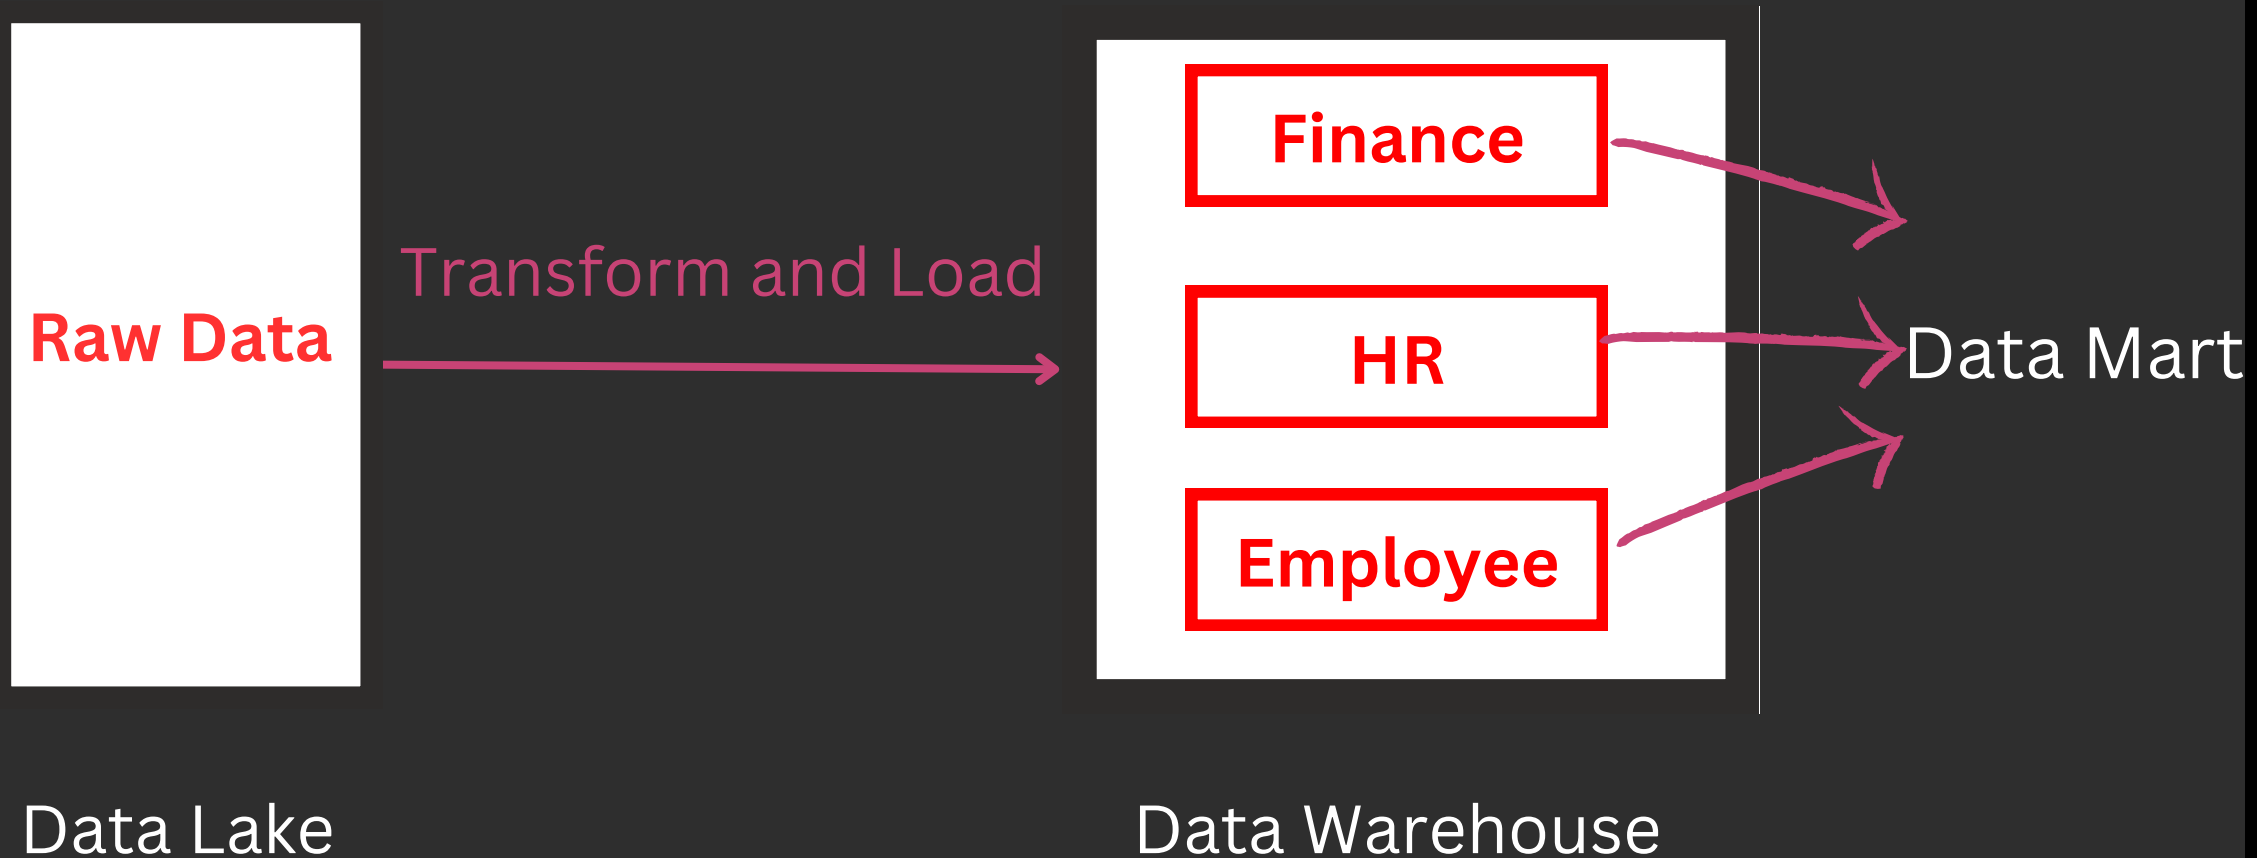 Finance
Transform and Load
Raw Data
HR
Data Mart
Employee
Data Lake
Data Warehouse